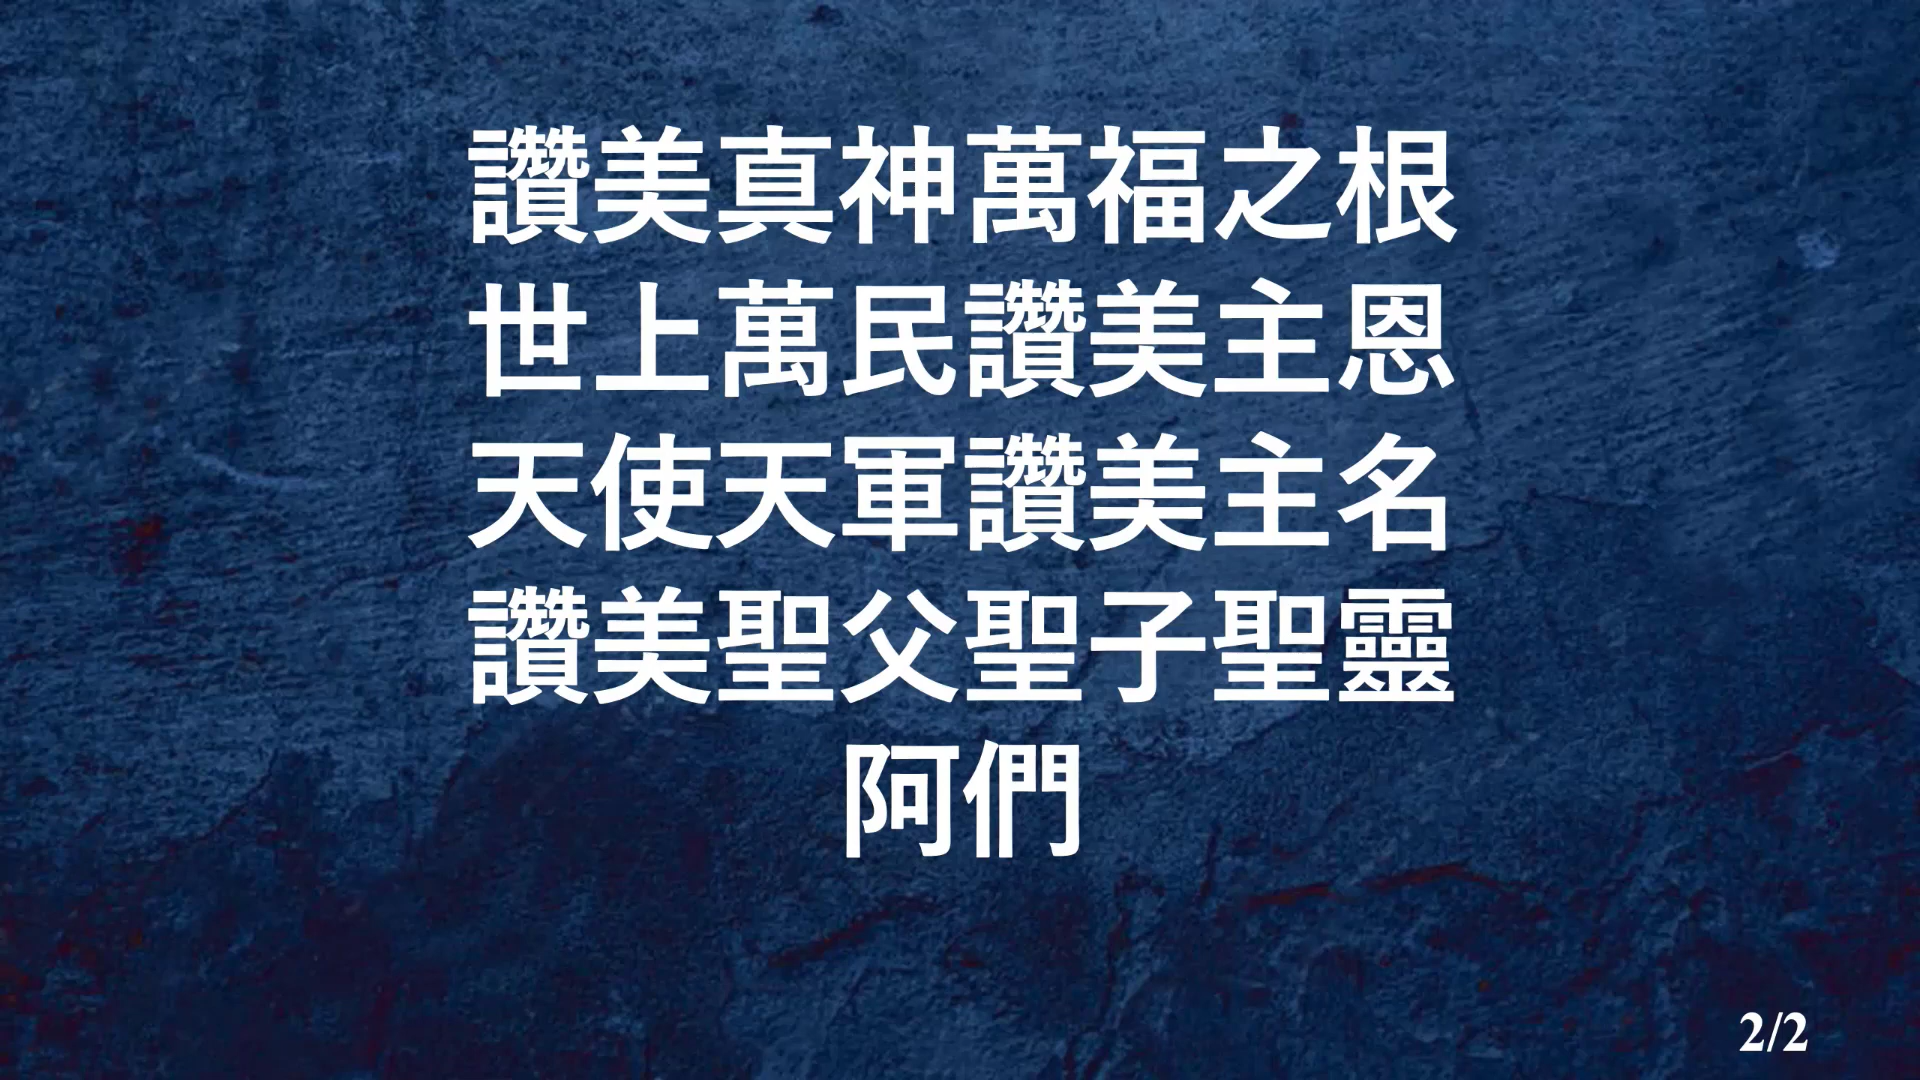 讚美真神萬福之根
世上萬民讚美主恩
天使天軍讚美主名
讚美聖父聖子聖靈
阿們
2/2